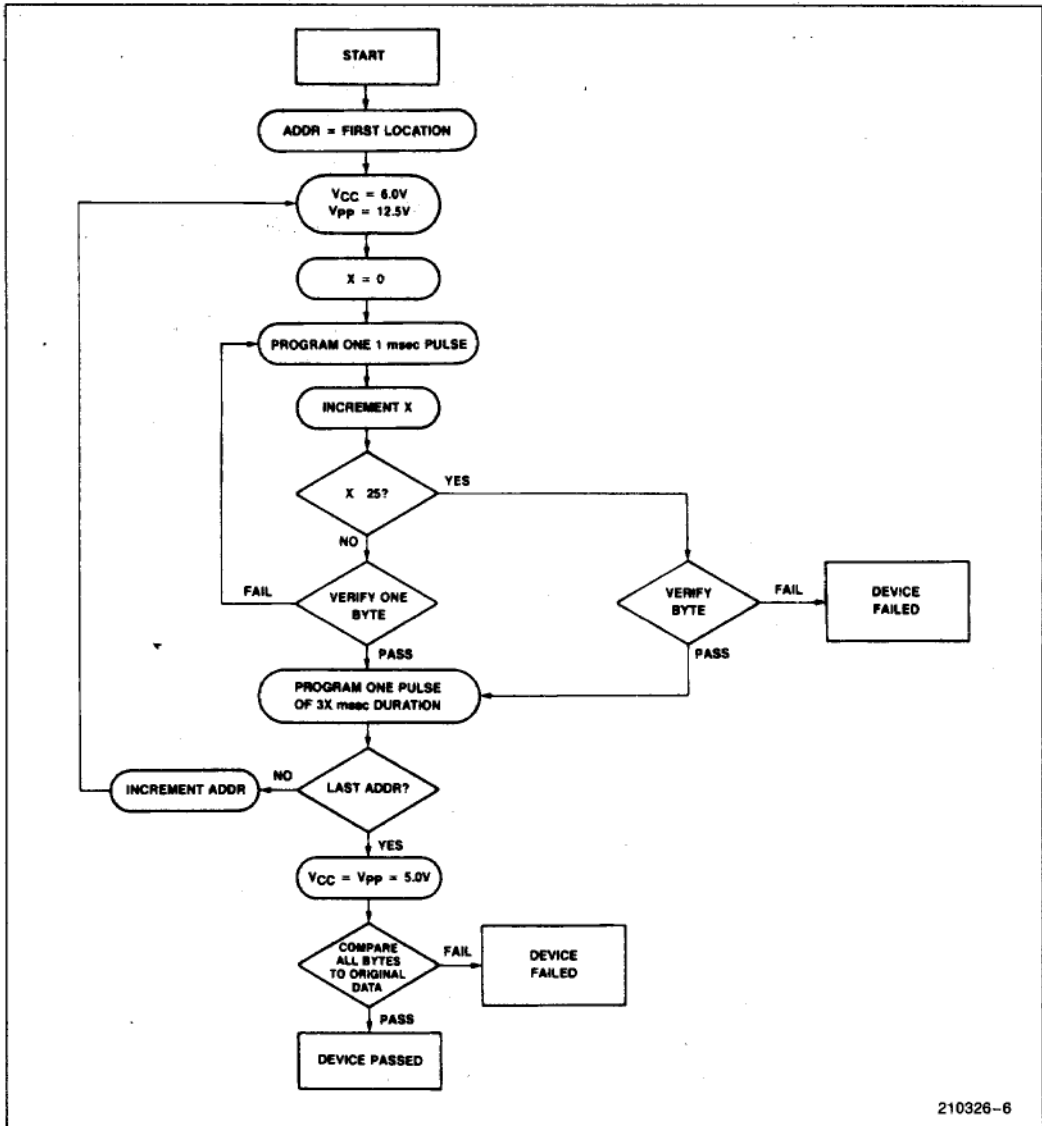 START
ADDR = FIRST LOCATION
VCC = 6.0V
VPP = 12.5V
X = 0
PROGRAM ONE 1 msec PULSE
INCREMENT X
X 25?
YES
NO
VERIFY ONE
BYTE
FAIL
PASS
VERIFY
BYTE
FAIL
DEVICE
FAILED
PASS
PROGRAM ONE PULSE
OF 3X msec DURATION
LAST ADDR?
NO
INCREMENT ADDR
YES
VCC = VPP = 5.0V
COMPARE
ALL BYTES
TO ORIGINAL
DATA
FAIL
DEVICE
FAILED
PASS
DEVICE PASSED
210326-6